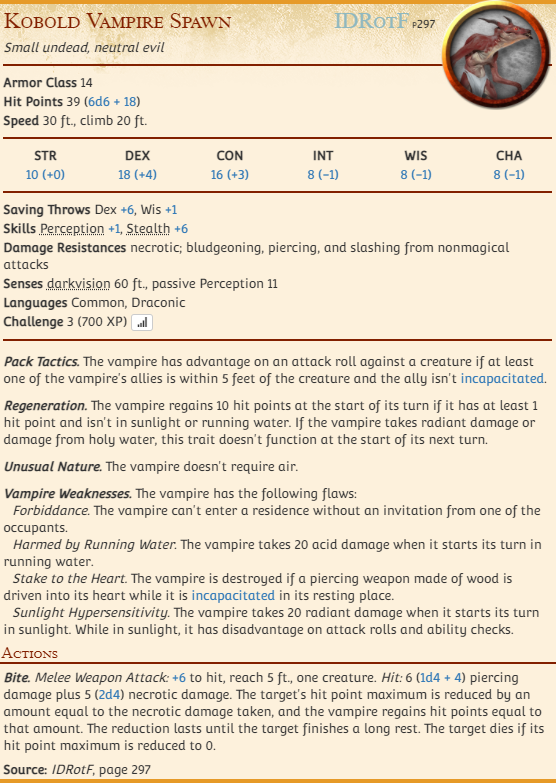 Kobold Vampire Spawn IDRotF p297
Small undead, neutral evil
Armor Class 14
Hit Points 39 (6d6 + 18)
Speed 30 ft., climb 20 ft.
STR DEX CON INT WIS CHA
10 (+0) 18 (+4) 16 (+3) 8 (−1) 8 (−1) 8 (−1)
Saving Throws Dex +6, Wis +1
Skills Perception +1, Stealth +6
Damage Resistances necrotic; bludgeoning, piercing, and slashing from nonmagical
attacks
Senses darkvision 60 ft., passive Perception 11
Languages Common, Draconic
Challenge 3 (700 XP)
Pack Tactics. The vampire has advantage on an attack roll against a creature if at least
one of the vampire's allies is within 5 feet of the creature and the ally isn't incapacitated.
Regeneration. The vampire regains 10 hit points at the start of its turn if it has at least 1
hit point and isn't in sunlight or running water. If the vampire takes radiant damage or
damage from holy water, this trait doesn't function at the start of its next turn.
Unusual Nature. The vampire doesn't require air.
Vampire Weaknesses. The vampire has the following flaws:
Forbiddance. The vampire can't enter a residence without an invitation from one of the
occupants.
Harmed by Running Water. The vampire takes 20 acid damage when it starts its turn in
running water.
Stake to the Heart. The vampire is destroyed if a piercing weapon made of wood is
driven into its heart while it is incapacitated in its resting place.
Sunlight Hypersensitivity. The vampire takes 20 radiant damage when it starts its turn
in sunlight. While in sunlight, it has disadvantage on attack rolls and ability checks.
Actions
Bite. Melee Weapon Attack: +6 to hit, reach 5 ft., one creature. Hit: 6 (1d4 + 4) piercing
damage plus 5 (2d4) necrotic damage. The target's hit point maximum is reduced by an
amount equal to the necrotic damage taken, and the vampire regains hit points equal to
that amount. The reduction lasts until the target finishes a long rest. The target dies if its
hit point maximum is reduced to 0.
Source: IDRotF, page 297